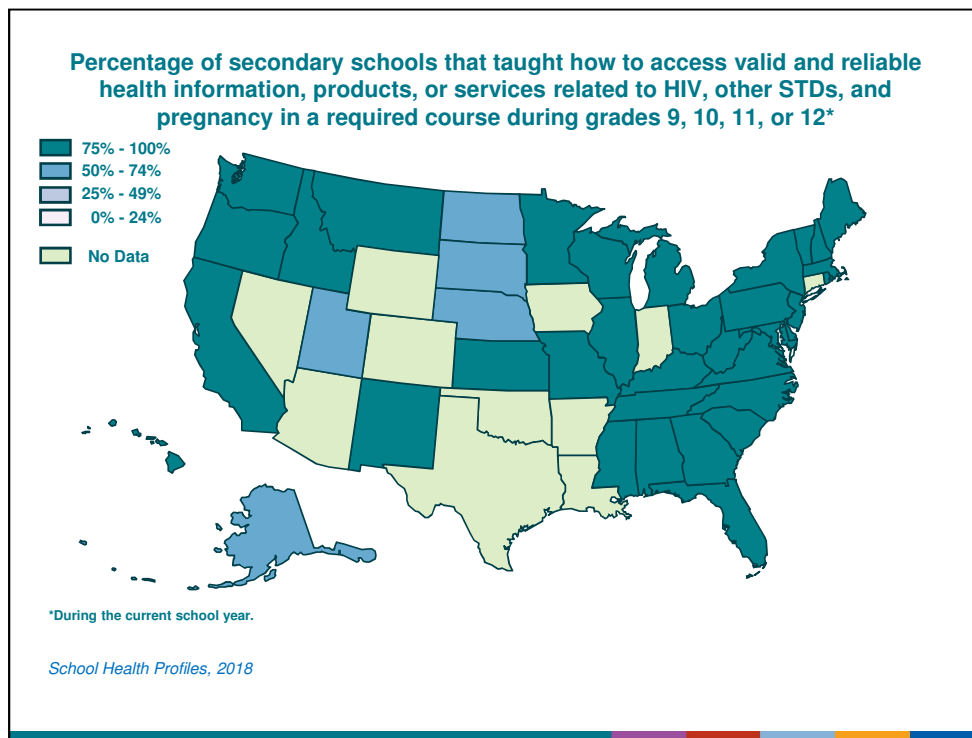 Percentage of secondary schools that taught how to access valid and reliable
health information, products, or services related to HIV, other STDs, and
pregnancy in a required course during grades 9, 10, 11, or 12*
75% - 100%
50% - 74%
25% - 49%
0% - 24%
No Data
*During the current school year.
School Health Profiles, 2018